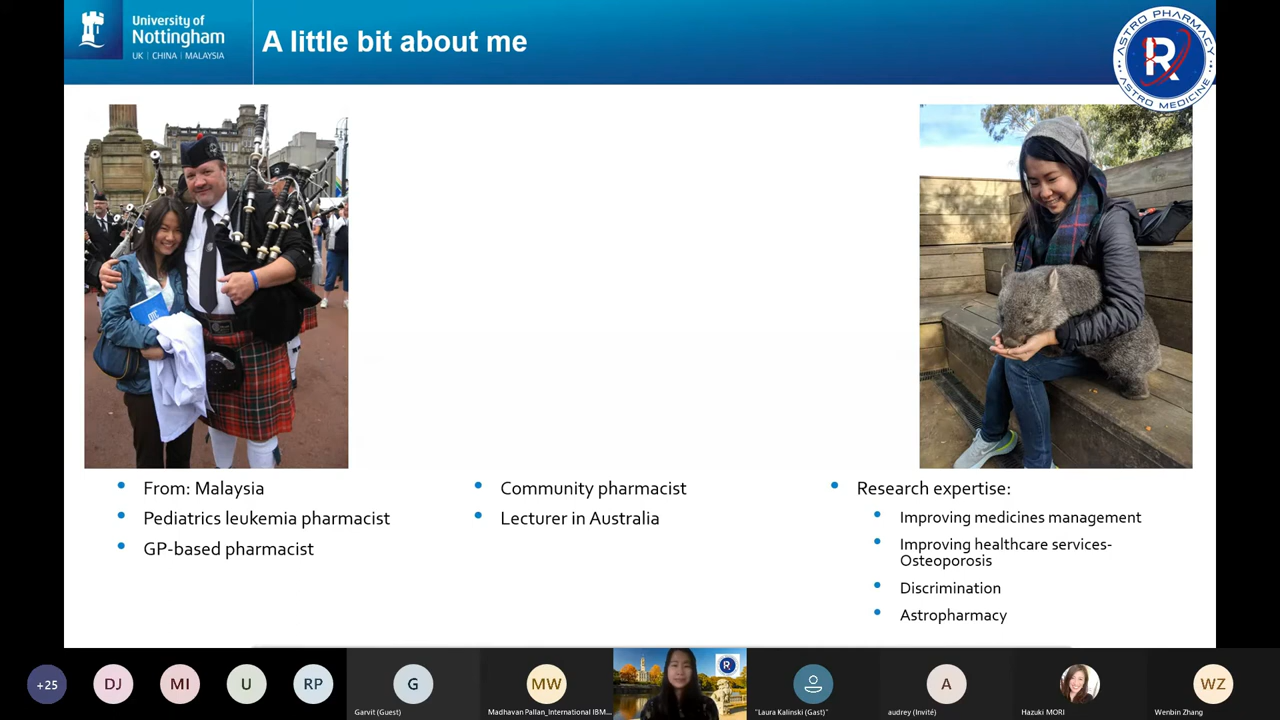 University of
Nottingham
UK | CHINA | MALAYSIA
A little bit about me
ASTRO PHARMACY
R
ASTRO MEDICINE
From: Malaysia
Pediatrics leukemia pharmacist
GP-based pharmacist
Community pharmacist
Lecturer in Australia
Research expertise:
Improving medicines management
Improving healthcare services-
Osteoporosis
Discrimination
Astropharmacy
+25
DJ
MI
U
RP
G
Garvit (Guest)
MW
Madhavan Pallan_International IBM...
R
"Laura Kalinski (Gast)"
A
audrey (Invité)
Hazuki MORI
WZ
Wenbin Zhang